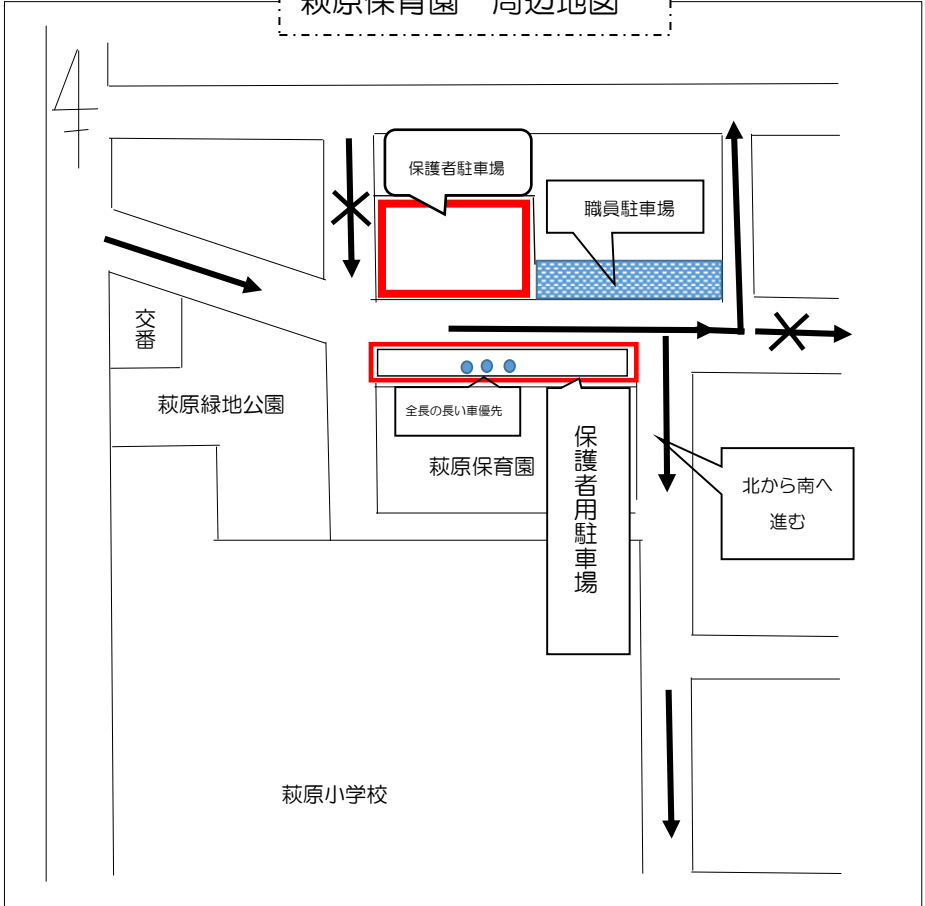 萩原保育園　周辺地図
保護者駐車場
職員駐車場
交番
萩原緑地公園
全長の長い車優先
萩原保育園
保護者用駐車場
北から南へ
進む
萩原小学校